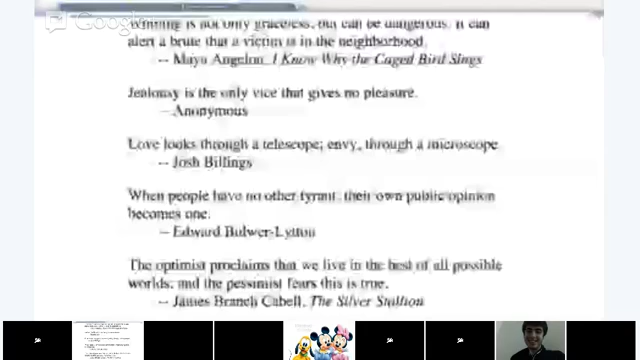 Google
Whining is not only graceless, but can be dangerous. It can
alert a brute that a victim is in the neighborhood.
-- Maya Angelou, I Know Why the Caged Bird Sings
Jealousy is the only vice that gives no pleasure.
-- Anonymous
Love looks through a telescope; envy, through a microscope.
-- Josh Billings
When people have no other tyrant, their own public opinion
becomes one.
-- Edward Bulwer-Lytton
The optimist proclaims that we live in the best of all possible
worlds; and the pessimist fears this is true.
-- James Branch Cabell, The Silver Stallion